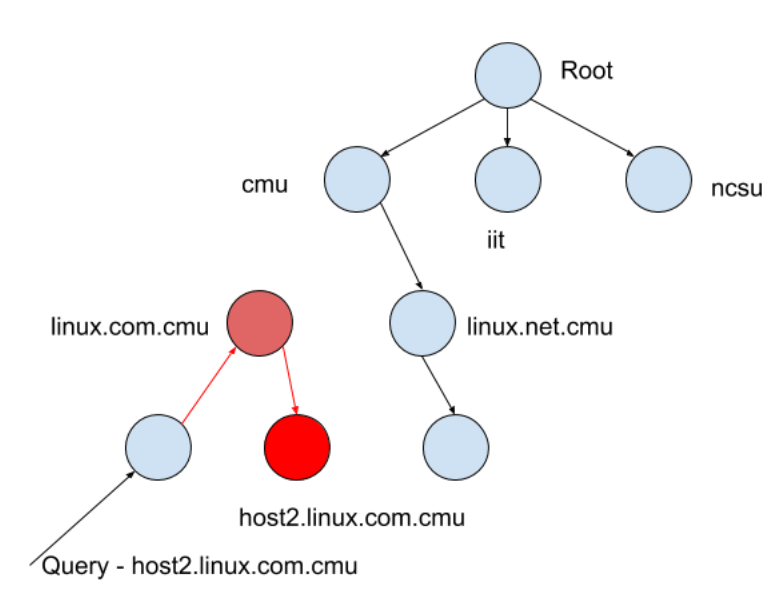 Root
cmu
iit
ncsu
linux.com.cmu
linux.net.cmu
host2.linux.com.cmu
Query - host2.linux.com.cmu